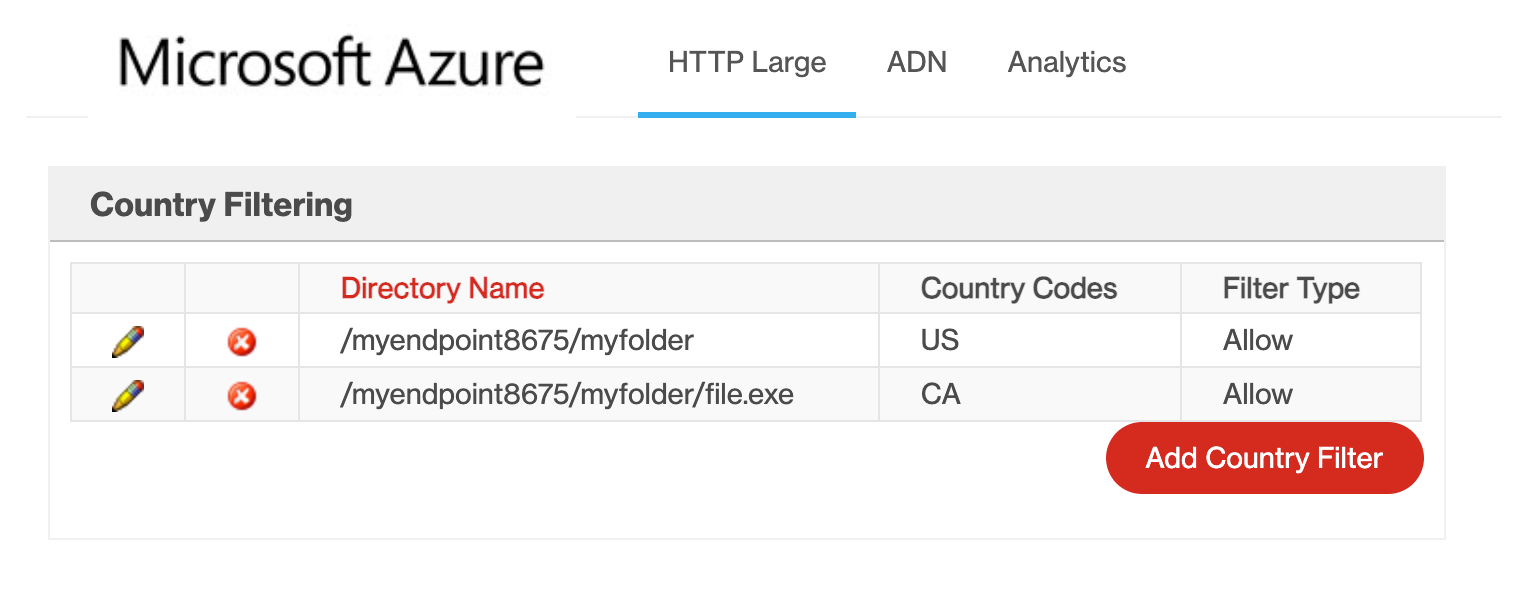 Microsoft Azure HTTP Large ADN Analytics
Country Filtering
Directory Name Country Codes Filter Type
/myendpoint8675/myfolder US Allow
/myendpoint8675/myfolder/file.exe CA Allow
Add Country Filter